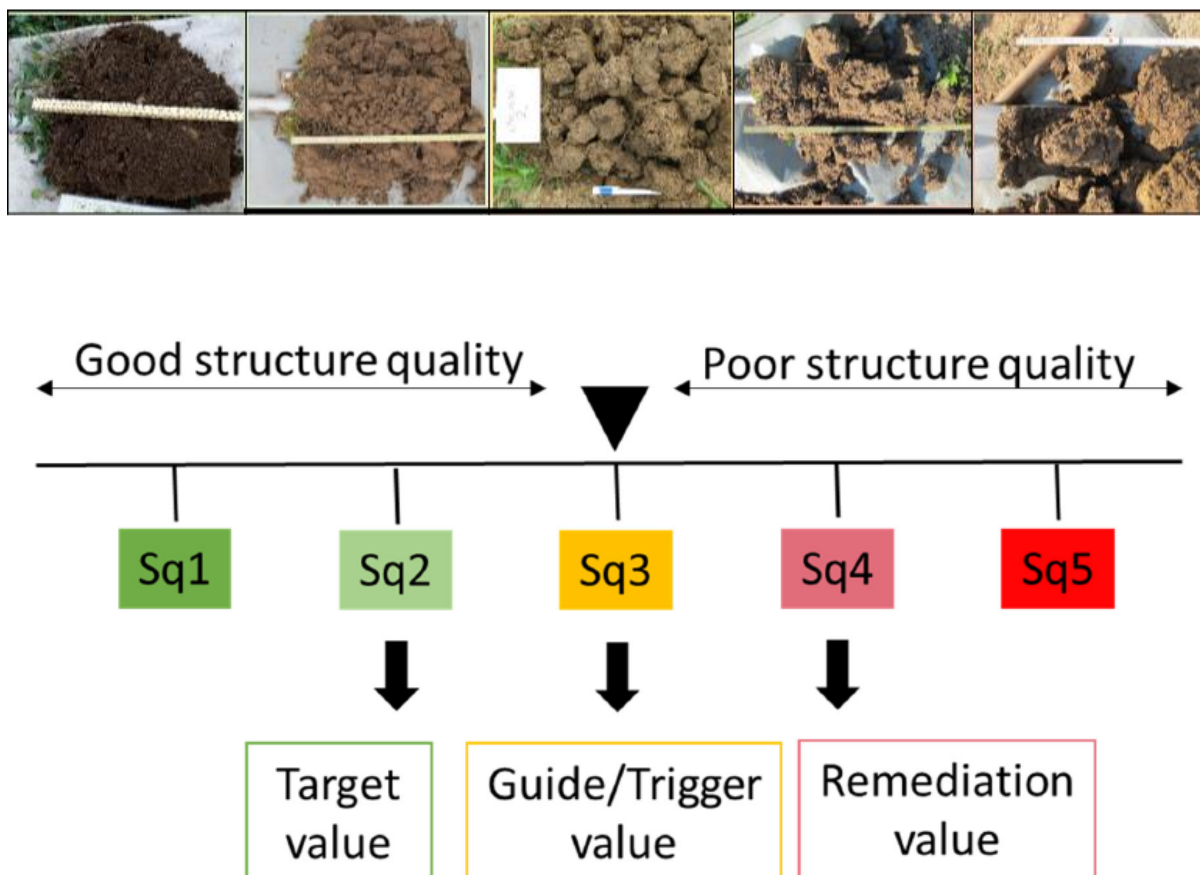 Good structure quality
Poor structure quality
Sq1
Sq2
Sq3
Sq4
Sq5
Target
value
Guide/Trigger
value
Remediation
value